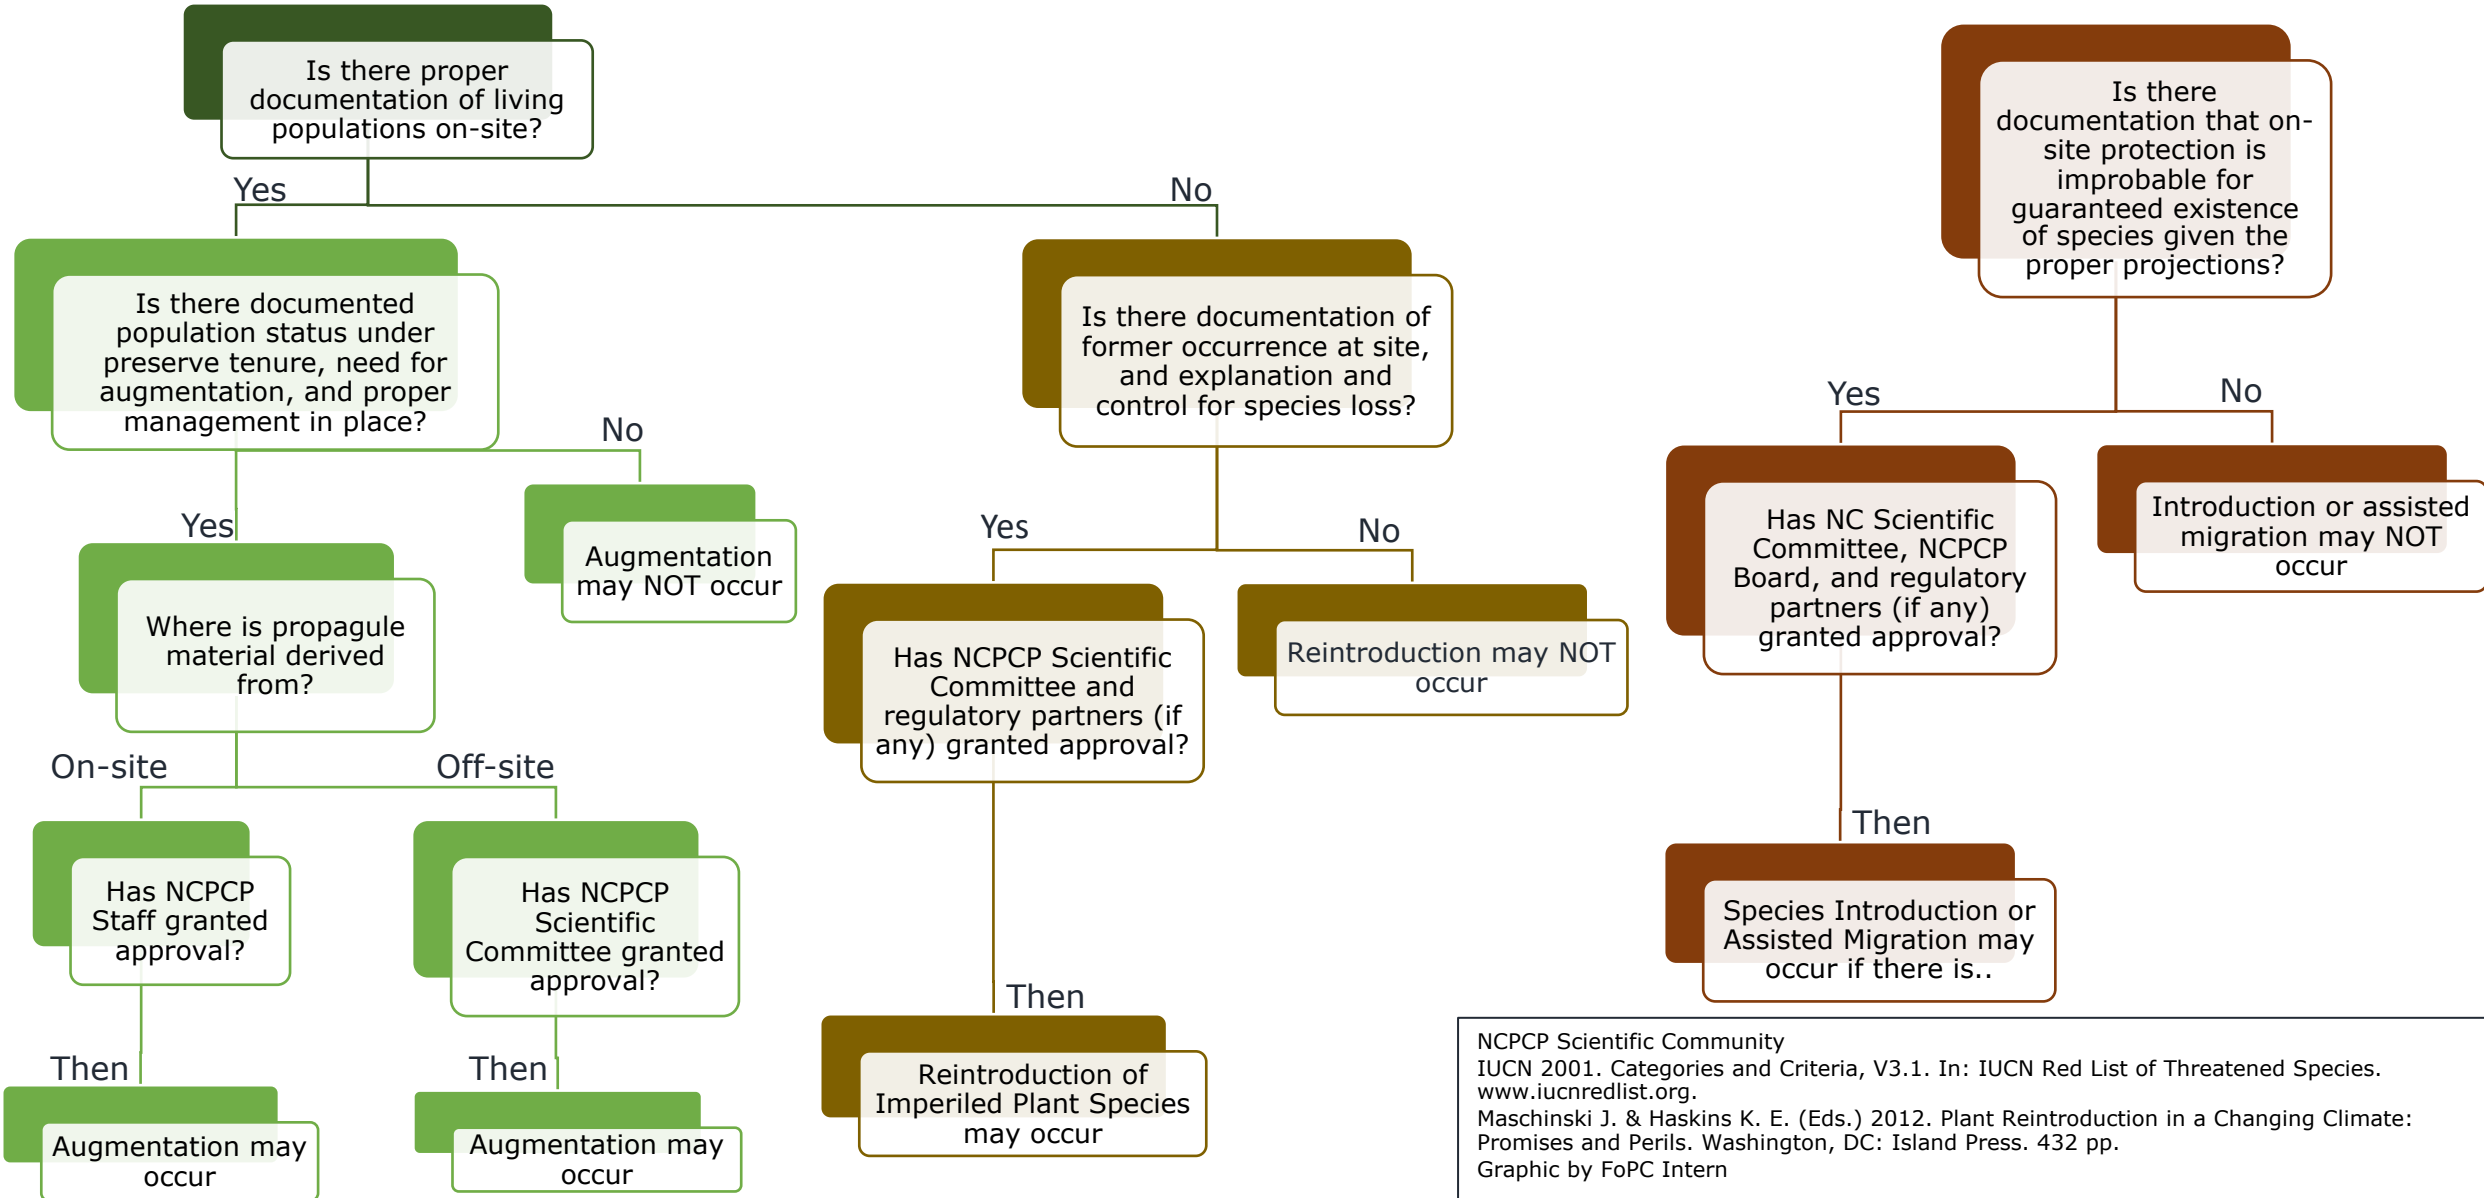 Is there proper
documentation of living
populations on-site?
Yes
No
Is there documented
population status under
preserve tenure, need for
augmentation, and proper
management in place?
No
Augmentation
may NOT occur
Yes
Where is propagule
material derived
from?
On-site
Off-site
Has NCPCP
Staff granted
approval?
Then
Augmentation may
occur
Has NCPCP
Scientific
Committee granted
approval?
Then
Augmentation may
occur
Is there documentation of
former occurrence at site,
and explanation and
control for species loss?
Yes
No
Has NCPCP Scientific
Committee and
regulatory partners (if
any) granted approval?
Reintroduction may NOT
occur
Then
Reintroduction of
Imperiled Plant Species
may occur
Is there
documentation that on-
site protection is
improbable for
guaranteed existence
of species given the
proper projections?
Yes
No
Has NC Scientific
Committee, NCPCP
Board, and regulatory
partners (if any)
granted approval?
Introduction or assisted
migration may NOT
occur
Then
Species Introduction or
Assisted Migration may
occur if there is..
NCPCP Scientific Community
IUCN 2001. Categories and Criteria, V3.1. In: IUCN Red List of Threatened Species.
www.iucnredlist.org.
Maschinski J. & Haskins K. E. (Eds.) 2012. Plant Reintroduction in a Changing Climate:
Promises and Perils. Washington, DC: Island Press. 432 pp.
Graphic by FoPC Intern